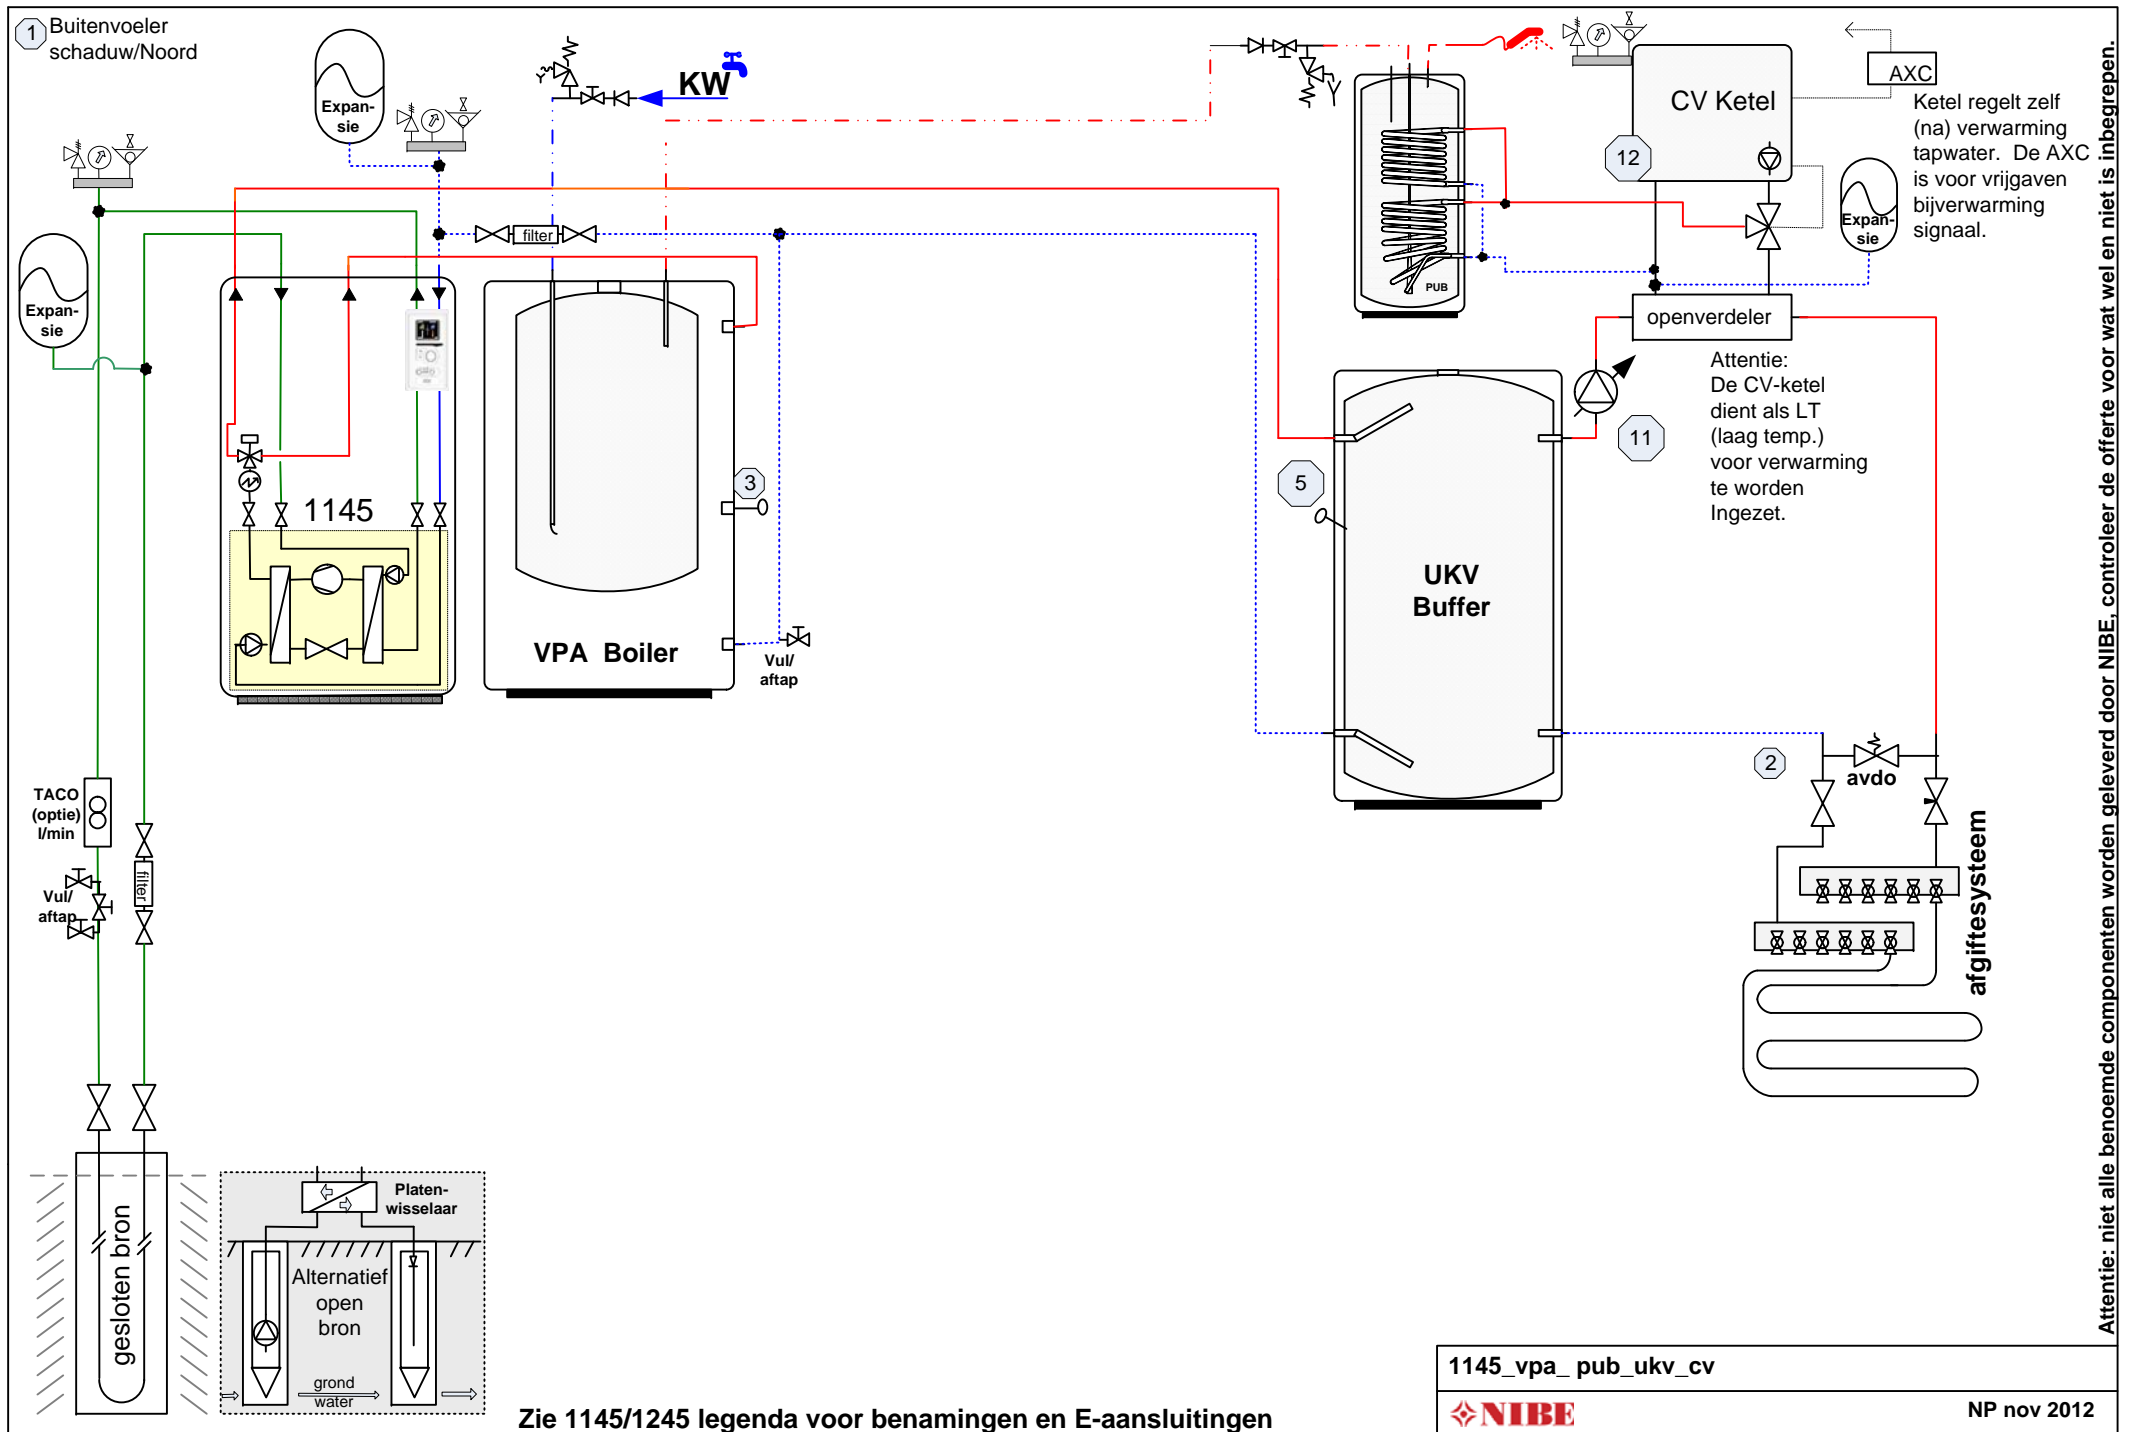 1
Buitenvoeler
schaduw/Noord
Expan-
sie
KW
filter
Expan-
sie
1145
VPA Boiler
3
Vul/
aftap
TACO
(optie)
l/min
Vul/
aftap
filter
gesloten bron
Platen-
wisselaar
Alternatief
open
bron
grond
water
PUB
CV Ketel
12
AXC
Ketel regelt zelf
(na) verwarming
tapwater. De AXC
is voor vrijgaven
bijverwarming
signaal.
Expan-
sie
openverdeler
Attentie:
De CV-ketel
dient als LT
(laag temp.)
voor verwarming
te worden
Ingezet.
11
5
UKV
Buffer
2
avdo
afgiftesysteem
Attentie: niet alle benoemde componenten worden geleverd door NIBE, controleer de offerte voor wat wel en niet is inbegrepen.
Zie 1145/1245 legenda voor benamingen en E-aansluitingen
1145_vpa_ pub_ukv_cv
NIBE
NP nov 2012